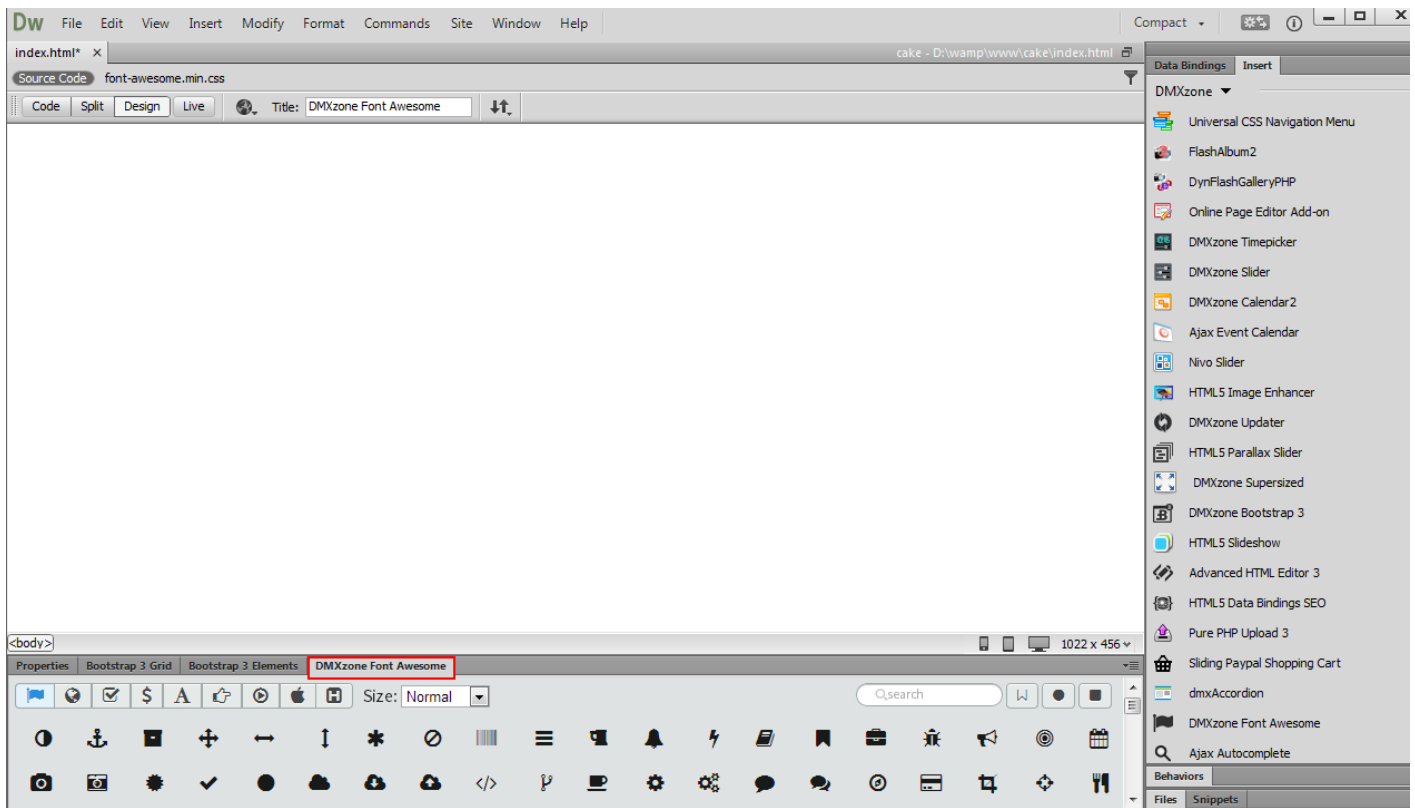 Dw File Edit View Insert Modify Format Commands Site Window Help Compact
index.html* × cake - D:\wamp\www\cake\index.html
Source Code font-awesome.min.css
Code Split Design Live Title: DMXzone Font Awesome
<body> 1022 x 456
Properties Bootstrap 3 Grid Bootstrap 3 Elements DMXzone Font Awesome
Size: Normal search
Data Bindings Insert
DMXzone
Universal CSS Navigation Menu
FlashAlbum2
DynFlashGalleryPHP
Online Page Editor Add-on
DMXzone Timepicker
DMXzone Slider
DMXzone Calendar2
Ajax Event Calendar
Nivo Slider
HTML5 Image Enhancer
DMXzone Updater
HTML5 Parallax Slider
DMXzone Supersized
DMXzone Bootstrap 3
HTML5 Slideshow
Advanced HTML Editor 3
HTML5 Data Bindings SEO
Pure PHP Upload 3
Sliding Paypal Shopping Cart
dmxAccordion
DMXzone Font Awesome
Ajax Autocomplete
Behaviors
Files Snippets